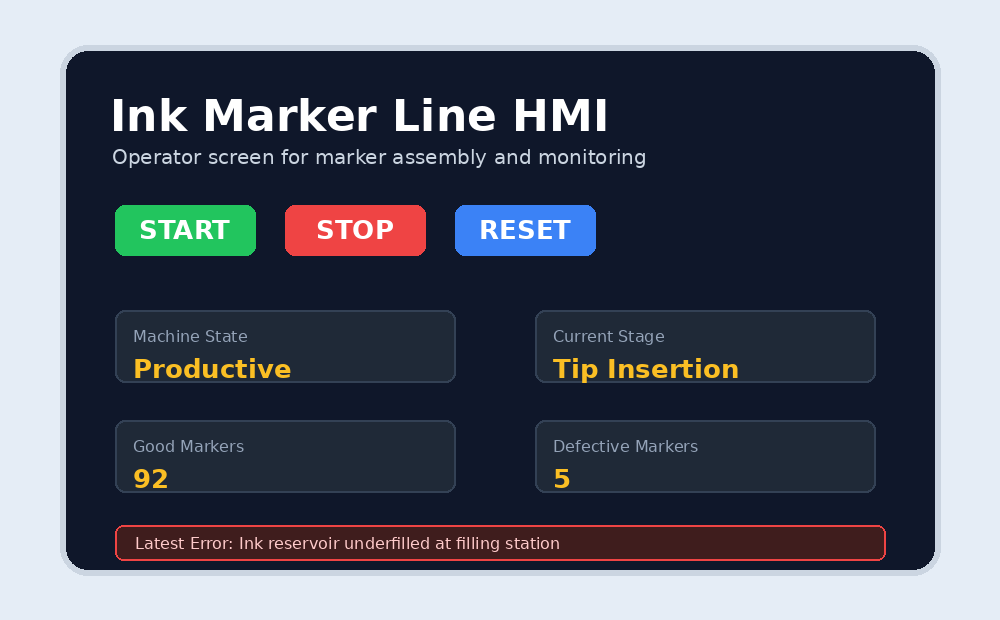 Ink Marker Line HMI
Operator screen for marker assembly and monitoring
START STOP RESET
Machine State
Productive
Current Stage
Tip Insertion
Good Markers
92
Defective Markers
5
Latest Error: Ink reservoir underfilled at filling station